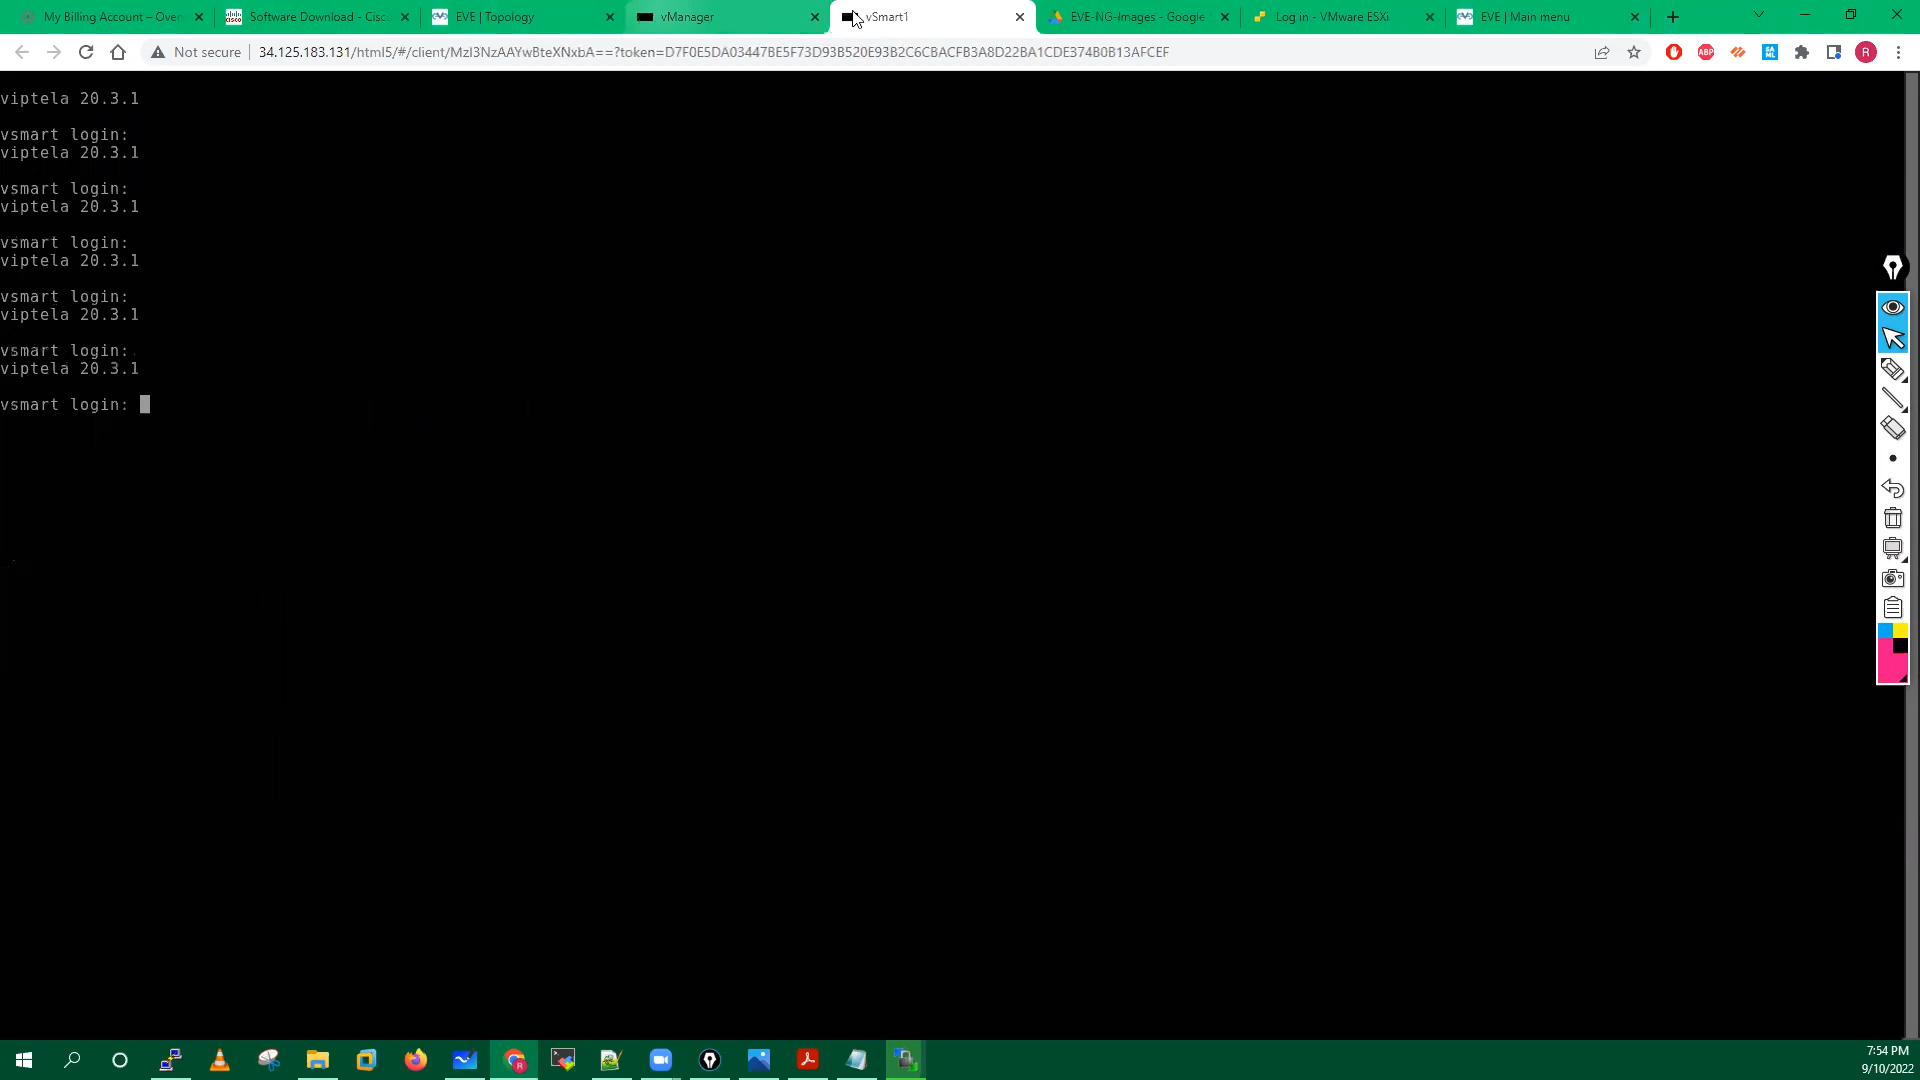 My Billing Account – Over
Software Download - Cisc
EVE | Topology
vManager
vSmart1
EVE-NG-Images - Google
Log in - VMware ESXi
EVE | Main menu
Not secure
34.125.183.131/html5/#/client/MzI3NzAAYwBteXNxbA==?token=D7F0E5DA03447BE5F73D93B520E93B2C6CBACFB3A8D22BA1CDE374B0B13AFCEF
ABP
R
viptela 20.3.1
vsmart login:
viptela 20.3.1
vsmart login:
viptela 20.3.1
vsmart login:
viptela 20.3.1
vsmart login:
viptela 20.3.1
vsmart login:
viptela 20.3.1
vsmart login:
7:54 PM
9/10/2022